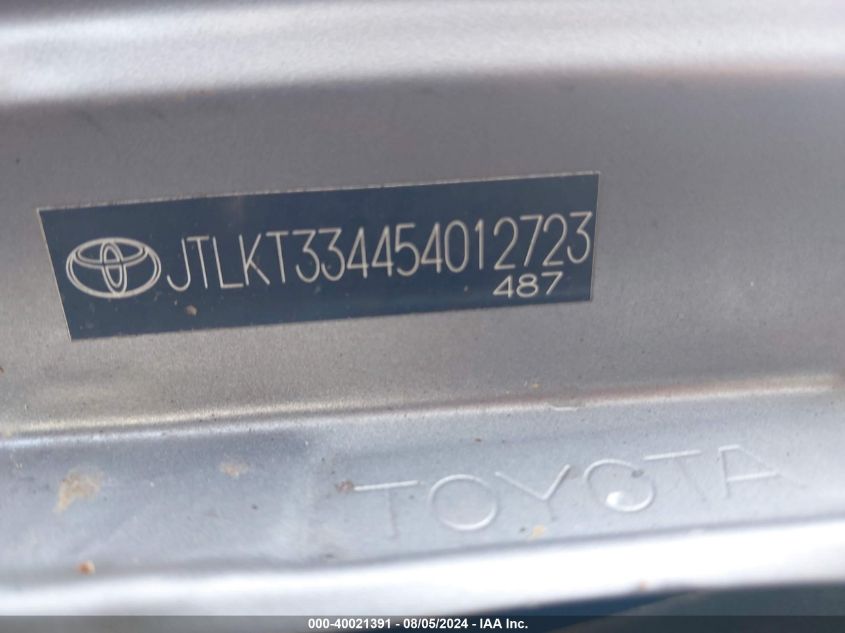 JTLKT334454012723
487
TOYOTA
000-40021391 - 08/05/2024 - IAA Inc.